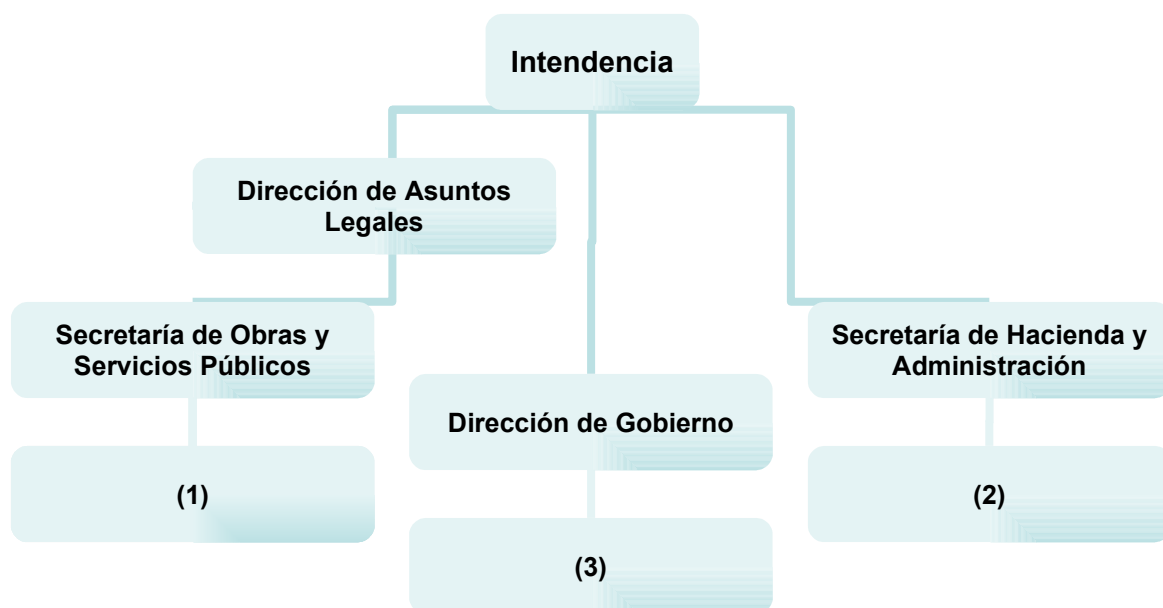 Intendencia
Dirección de Asuntos
Legales
Secretaría de Obras y
Servicios Públicos
Secretaría de Hacienda y
Administración
Dirección de Gobierno
(1)
(2)
(3)